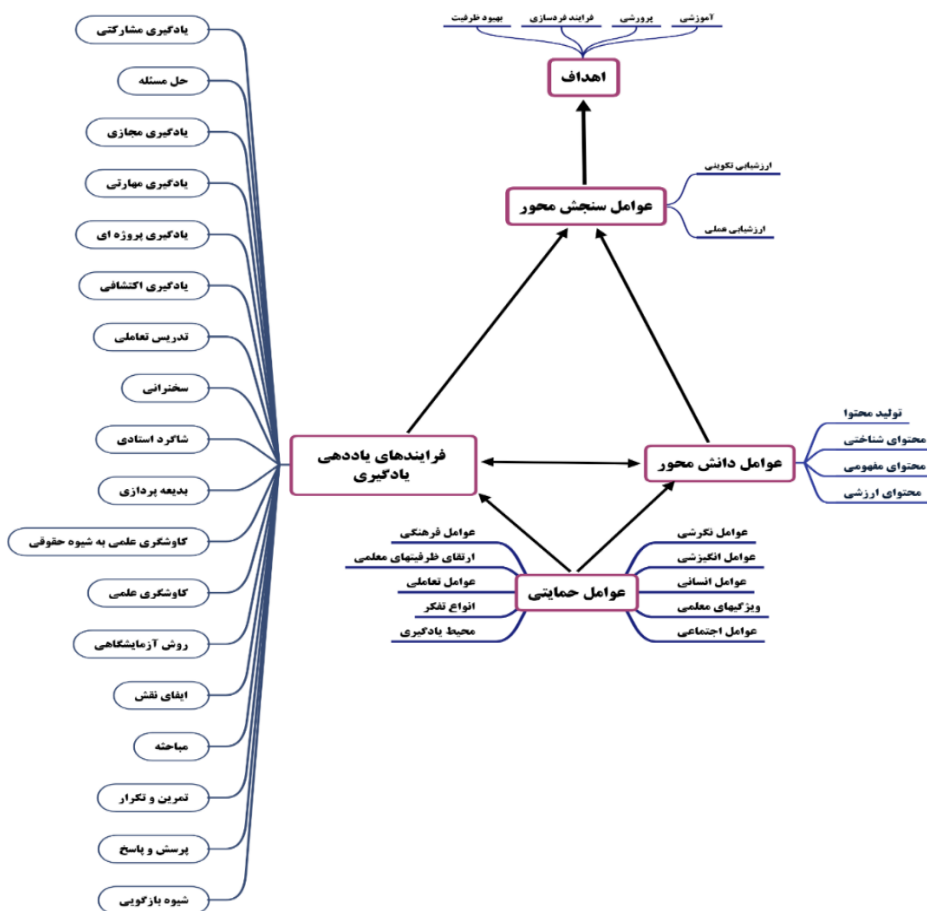 آموزشی
پرورشی
فرایند فردسازی
بهبود ظرفیت
اهداف
عوامل سنجش محور
ارزشیابی تکوینی
ارزشیابی عملی
فرایندهای یاددهی
یادگیری
عوامل دانش محور
تولید محتوا
محتوای شناختی
محتوای مفهومی
محتوای ارزشی
عوامل حمایتی
عوامل نگرشی
عوامل انگیزشی
عوامل انسانی
ویژگیهای معلمی
عوامل اجتماعی
عوامل فرهنگی
ارتقای ظرفیتهای معلمی
عوامل تعاملی
انواع تفکر
محیط یادگیری
یادگیری مشارکتی
حل مسئله
یادگیری مجازی
یادگیری مهارتی
یادگیری پروژه ای
یادگیری اکتشافی
تدریس تعاملی
سخنرانی
شاگرد استادی
بدیعه پردازی
کاوشگری علمی به شیوه حقوقی
کاوشگری علمی
روش آزمایشگاهی
ایفای نقش
مباحثه
تمرین و تکرار
پرسش و پاسخ
شیوه بازگویی